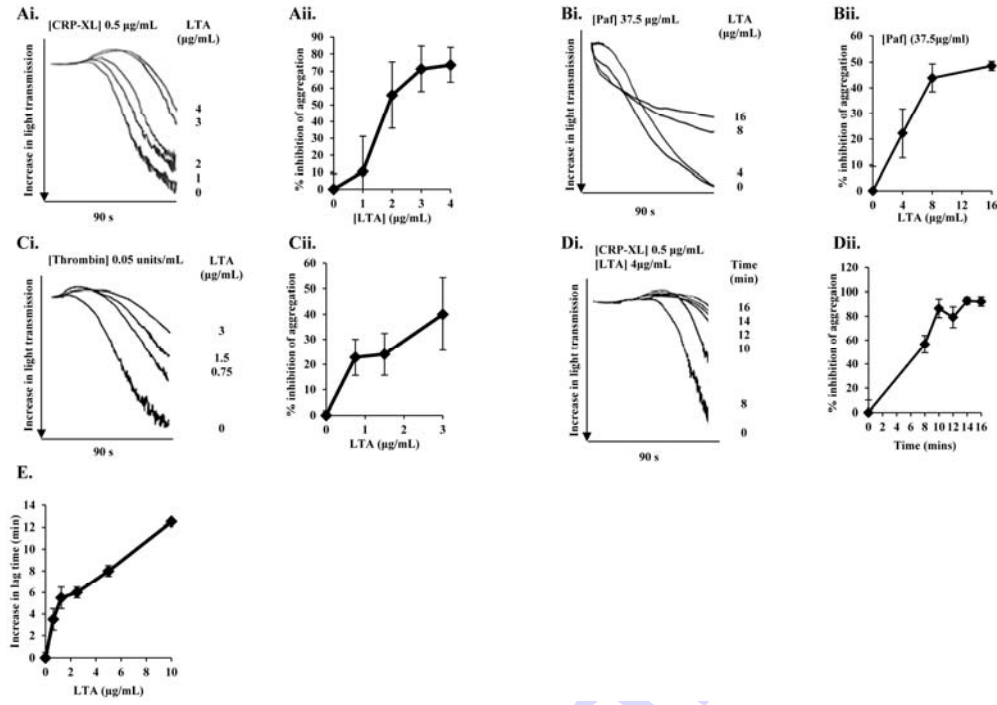 Ai.
[CRP-XL] 0.5 µg/mL
LTA
(µg/mL)
Increase in light transmission
4
3
2
1
0
90 s
Aii.
% inhibition of aggregation
90
80
70
60
50
40
30
20
10
0
0 1 2 3 4
[LTA] (µg/mL)
Bi.
[Paf] 37.5 µg/mL
LTA
(µg/mL)
Increase in light transmission
16
8
4
0
90 s
Bii.
[Paf] (37.5µg/ml)
% inhibition of aggregation
60
50
40
30
20
10
0
0 4 8 12 16
LTA (µg/mL)
Ci.
[Thrombin] 0.05 units/mL
LTA
(µg/mL)
Increase in light transmission
3
1.5
0.75
0
90 s
Cii.
% inhibition of aggregation
60
50
40
30
20
10
0
0 1 2 3
LTA (µg/mL)
Di.
[CRP-XL] 0.5 µg/mL
[LTA] 4µg/mL
Time
(min)
Increase in light transmission
16
14
12
10
8
0
90 s
Dii.
% inhibition of aggregation
120
100
80
60
40
20
0
0 2 4 6 8 10 12 14 16
Time (mins)
E.
Increase in lag time (min)
14
12
10
8
6
4
2
0
0 2 4 6 8 10
LTA (µg/mL)